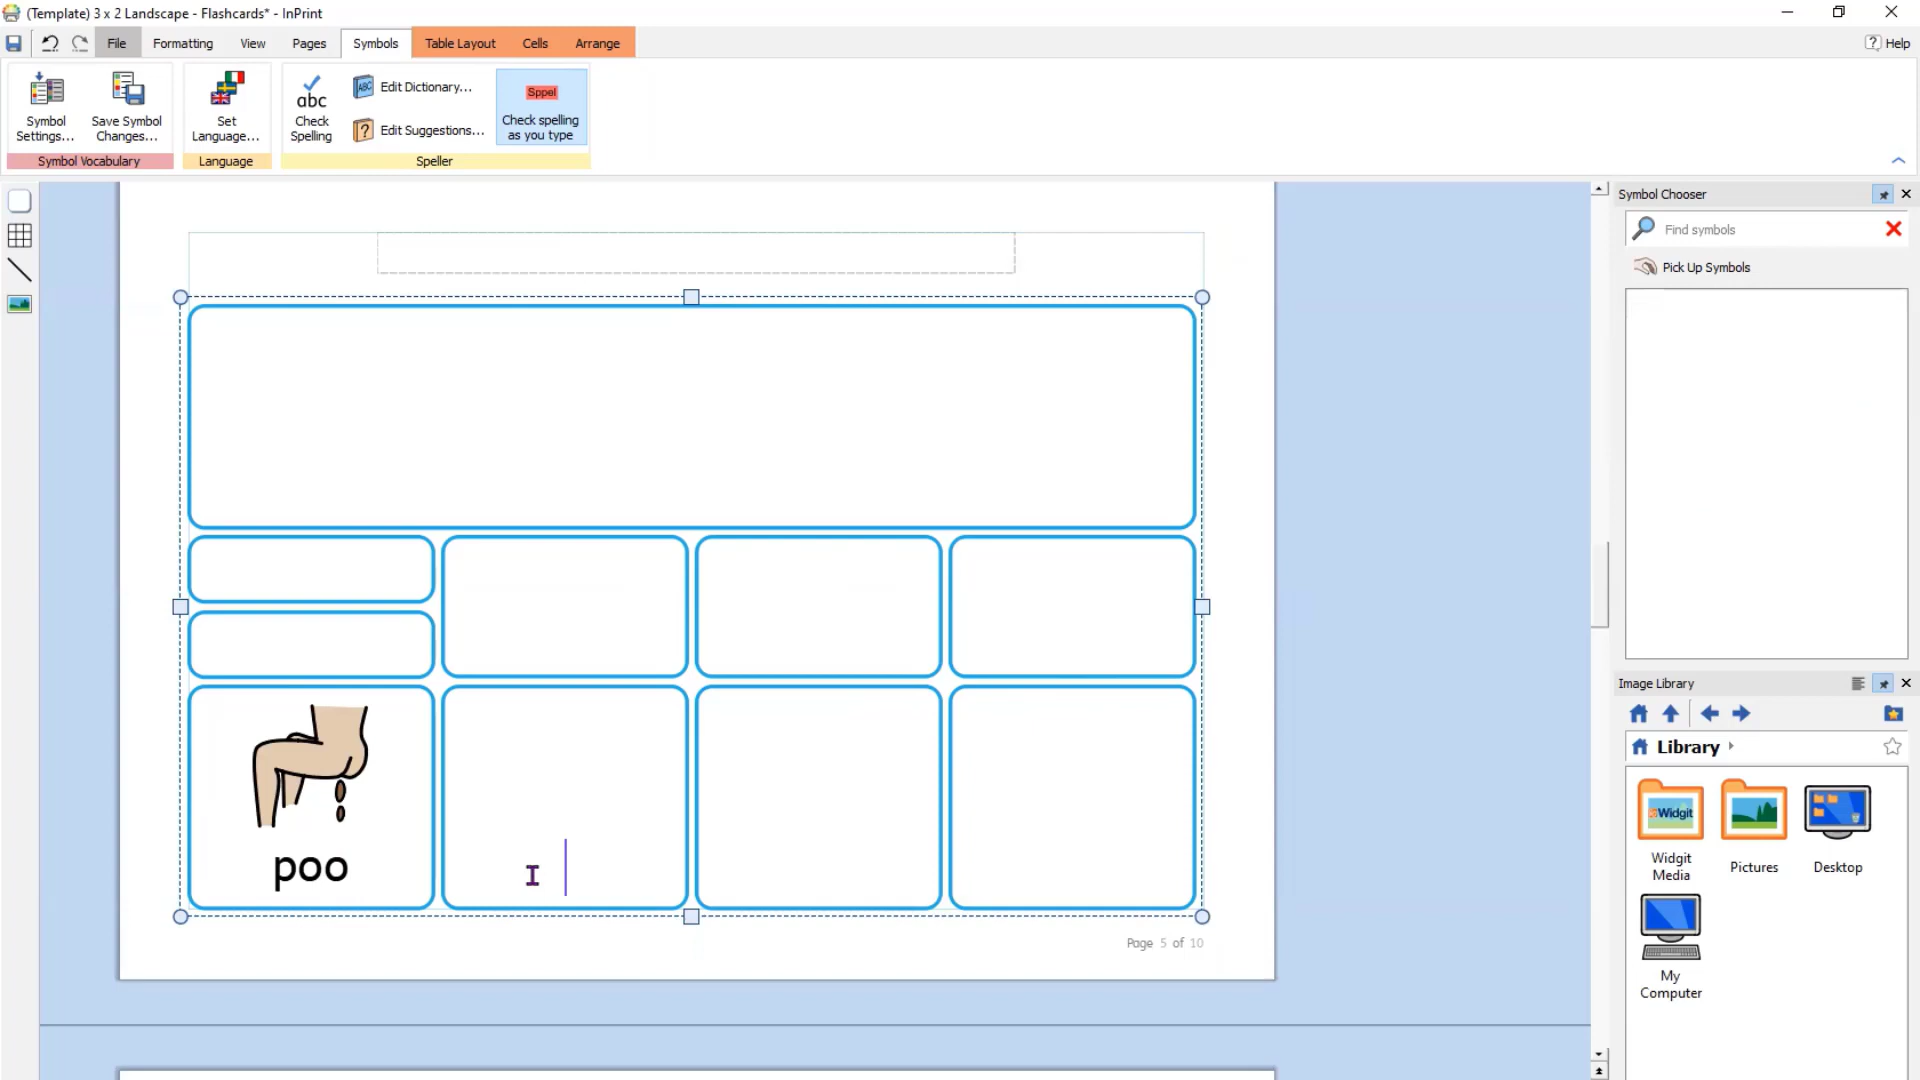 (Template) 3 x 2 Landscape - Flashcards* - InPrint
File Formatting View Pages Symbols Table Layout Cells Arrange
? Help
Symbol Settings...
Save Symbol Changes...
Symbol Vocabulary
Set Language...
Language
abc
Check Spelling
ABC Edit Dictionary...
? Edit Suggestions...
Sppel
Check spelling as you type
Speller
Symbol Chooser
Find symbols
Pick Up Symbols
poo
Page 5 of 10
Image Library
Library
Widgit
Widgit Media
Pictures
Desktop
My Computer